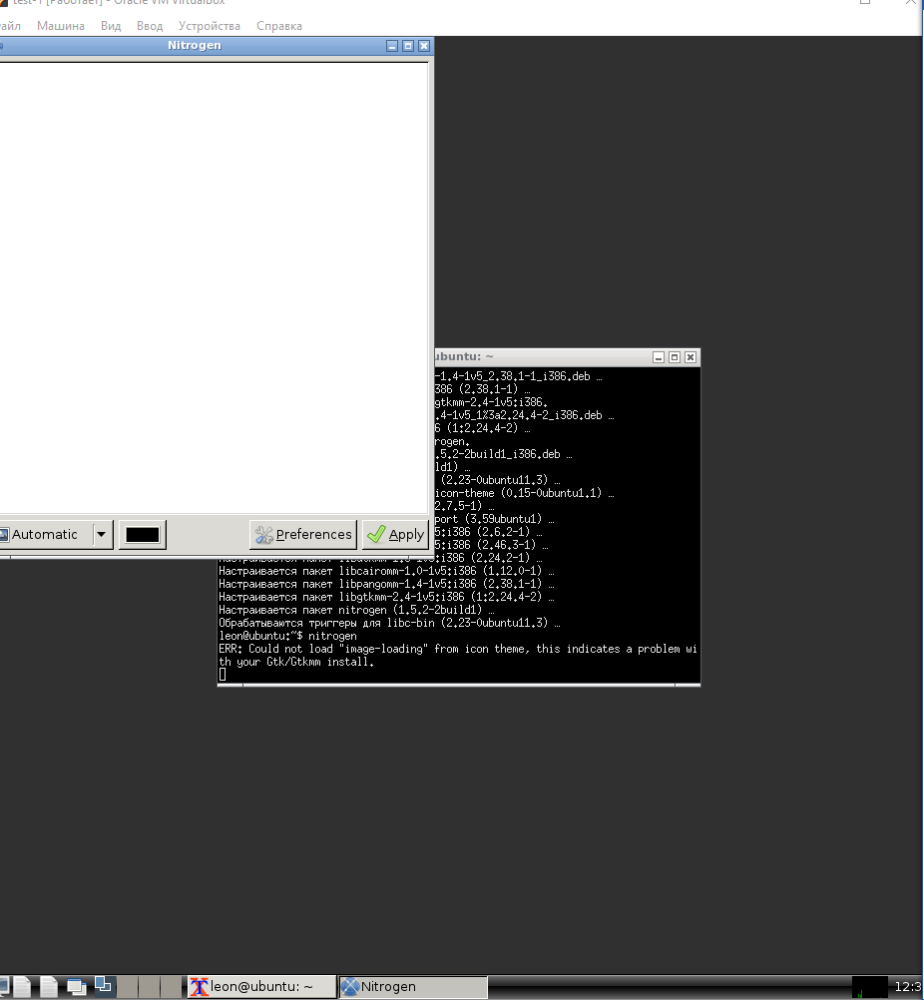 test-1 [Работает] - Oracle VM VirtualBox
айл Машина Вид Ввод Устройства Справка
Nitrogen
Automatic
Preferences
Apply
ubuntu: ~
-1.4-1v5_2.38.1-1_i386.deb …
386 (2.38.1-1) …
gtkmm-2.4-1v5:i386.
.4-1v5_1%3a2.24.4-2_i386.deb …
6 (1:2.24.4-2) …
rogen.
.5.2-2build1_i386.deb …
ld1) …
(2.23-0ubuntu11.3) …
icon-theme (0.15-0ubuntu1.1) …
2.7.5-1) …
port (3.59ubuntu1) …
5:i386 (2.6.2-1) …
5:i386 (2.46.3-1) …
Настраивается пакет libatkmm-1.6-1v5:i386 (2.24.2-1) …
Настраивается пакет libcairomm-1.0-1v5:i386 (1.12.0-1) …
Настраивается пакет libpangomm-1.4-1v5:i386 (2.38.1-1) …
Настраивается пакет libgtkmm-2.4-1v5:i386 (1:2.24.4-2) …
Настраивается пакет nitrogen (1.5.2-2build1) …
Обрабатываются триггеры для libc-bin (2.23-0ubuntu11.3) …
leon@ubuntu:~$ nitrogen
ERR: Could not load "image-loading" from icon theme, this indicates a problem wi
th your Gtk/Gtkmm install.
leon@ubuntu: ~
Nitrogen
12:3